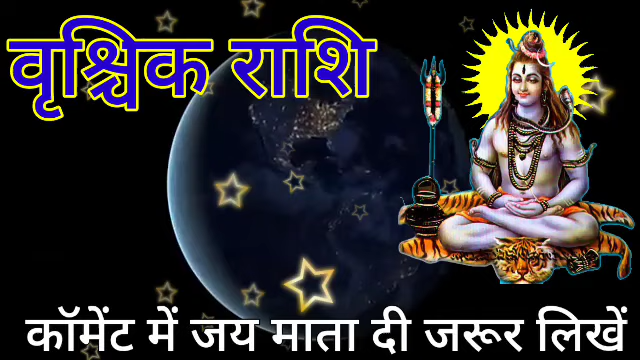 वृश्चिक राशि
कॉमेंट में जय माता दी जरूर लिखें